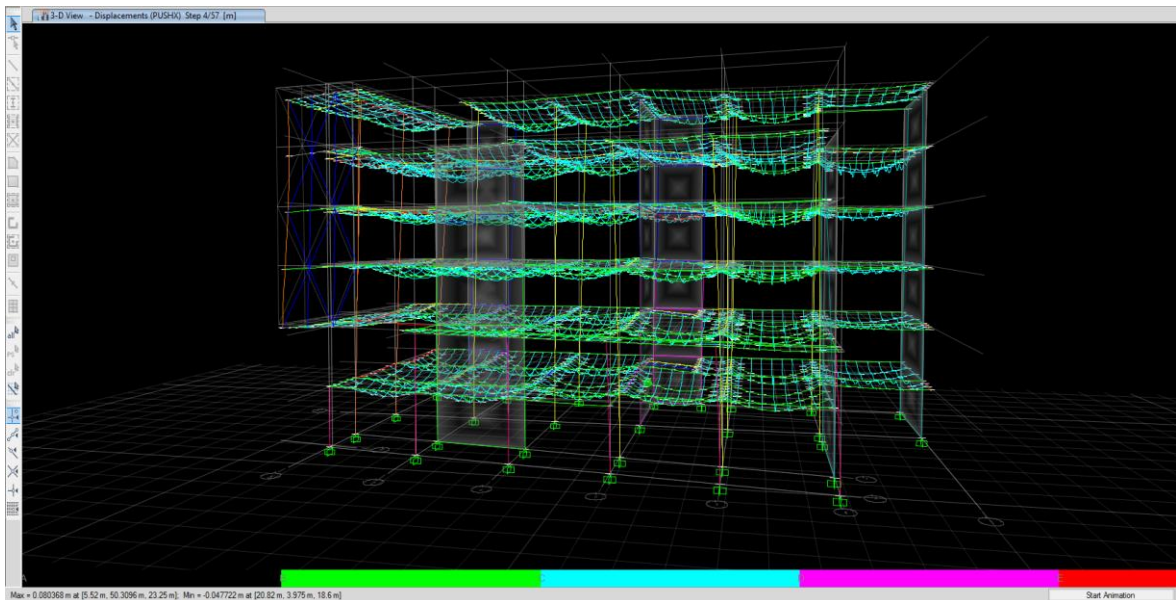 3-D View - Displacements (PUSHX) Step 4/57 [m]
Max = 0.080368 m at [5.52 m, 50.3096 m, 23.25 m]; Min = -0.047722 m at [20.82 m, 3.975 m, 18.6 m]
Start Animation